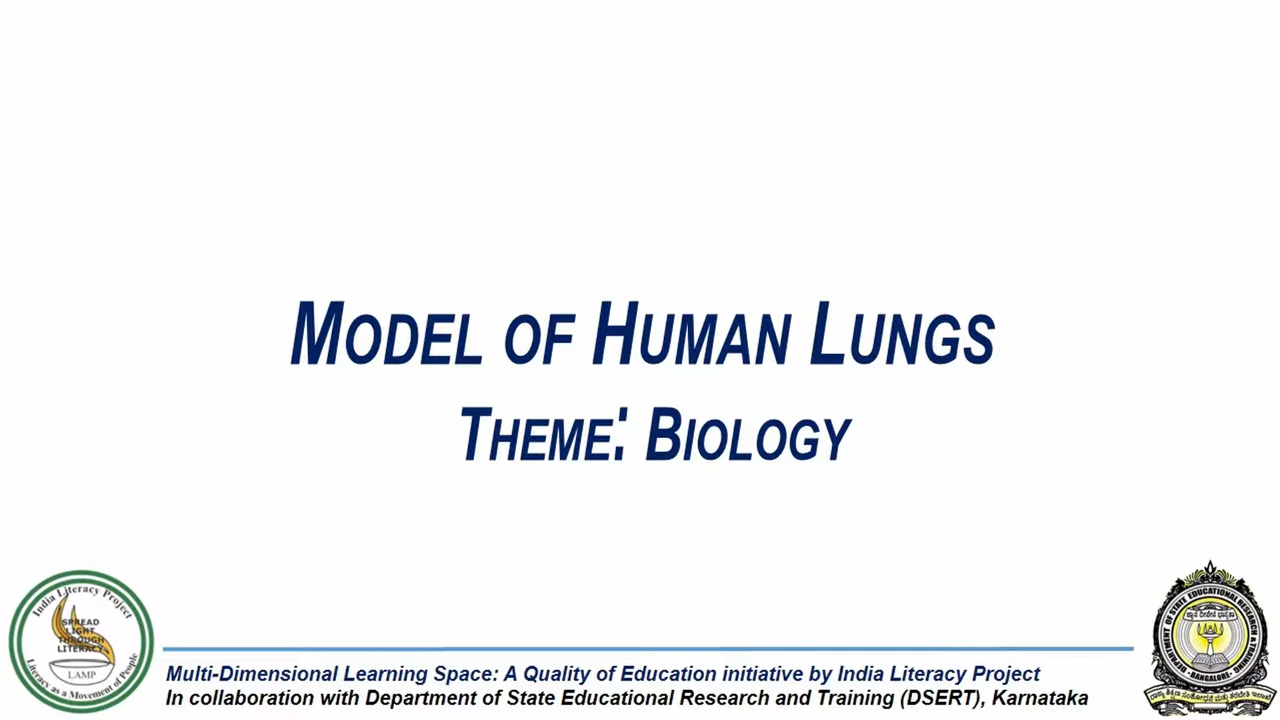 MODEL OF HUMAN LUNGS
THEME: BIOLOGY
India Literacy Project
SPREAD
LIGHT
THROUGH
LITERACY
LAMP
Literacy as a Movement of People
Multi-Dimensional Learning Space: A Quality of Education initiative by India Literacy Project
In collaboration with Department of State Educational Research and Training (DSERT), Karnataka
DEPARTMENT OF STATE EDUCATIONAL RESEARCH & TRAINING
-BANGALORE-